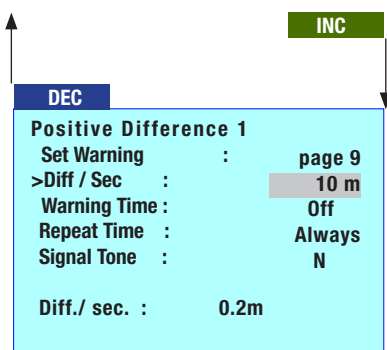 INC
DEC
Positive Difference 1
Set Warning : page 9
>Diff / Sec : 10 m
Warning Time : Off
Repeat Time : Always
Signal Tone : N
Diff./ sec. : 0.2m